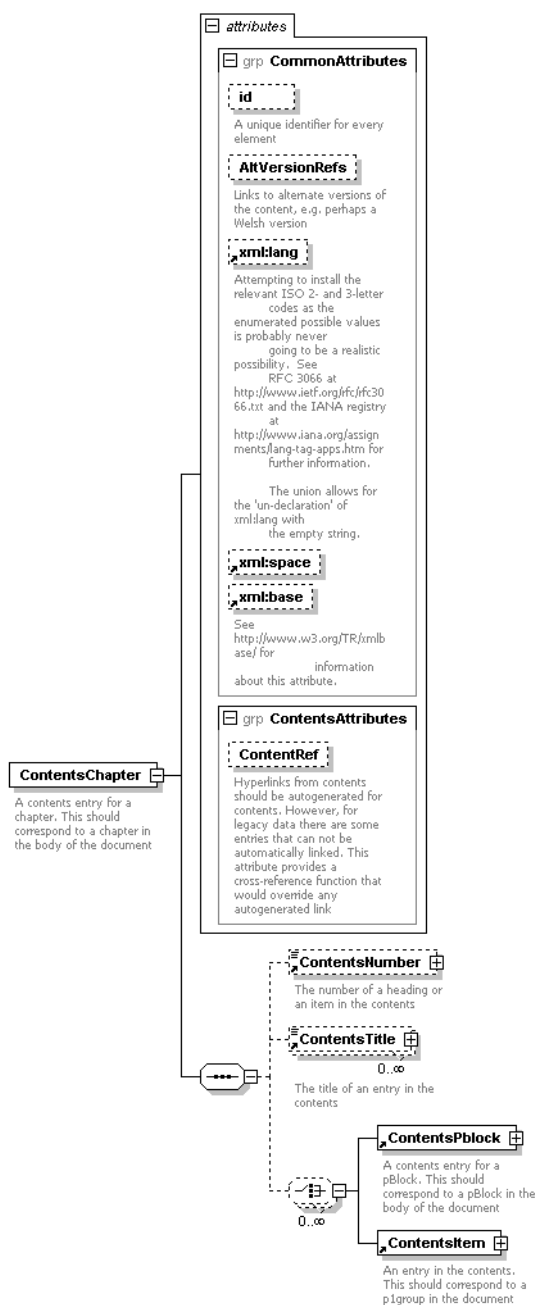 attributes
grp CommonAttributes
id
A unique identifier for every
element
AltVersionRefs
Links to alternate versions of
the content, e.g. perhaps a
Welsh version
xml:lang
Attempting to install the
relevant ISO 2- and 3-letter
codes as the
enumerated possible values
is probably never
going to be a realistic
possibility. See
RFC 3066 at
http://www.ietf.org/rfc/rfc30
66.txt and the IANA registry
at
http://www.iana.org/assign
ments/lang-tag-apps.htm for
further information.
The union allows for
the 'un-declaration' of
xml:lang with
the empty string.
xml:space
xml:base
See
http://www.w3.org/TR/xmlb
ase/ for
information
about this attribute.
grp ContentsAttributes
ContentRef
Hyperlinks from contents
should be autogenerated for
contents. However, for
legacy data there are some
entries that can not be
automatically linked. This
attribute provides a
cross-reference function that
would override any
autogenerated link
ContentsChapter
A contents entry for a
chapter. This should
correspond to a chapter in
the body of the document
ContentsNumber
The number of a heading or
an item in the contents
ContentsTitle
0..∞
The title of an entry in the
contents
0..∞
ContentsPblock
A contents entry for a
pBlock. This should
correspond to a pBlock in the
body of the document
ContentsItem
An entry in the contents.
This should correspond to a
p1group in the document